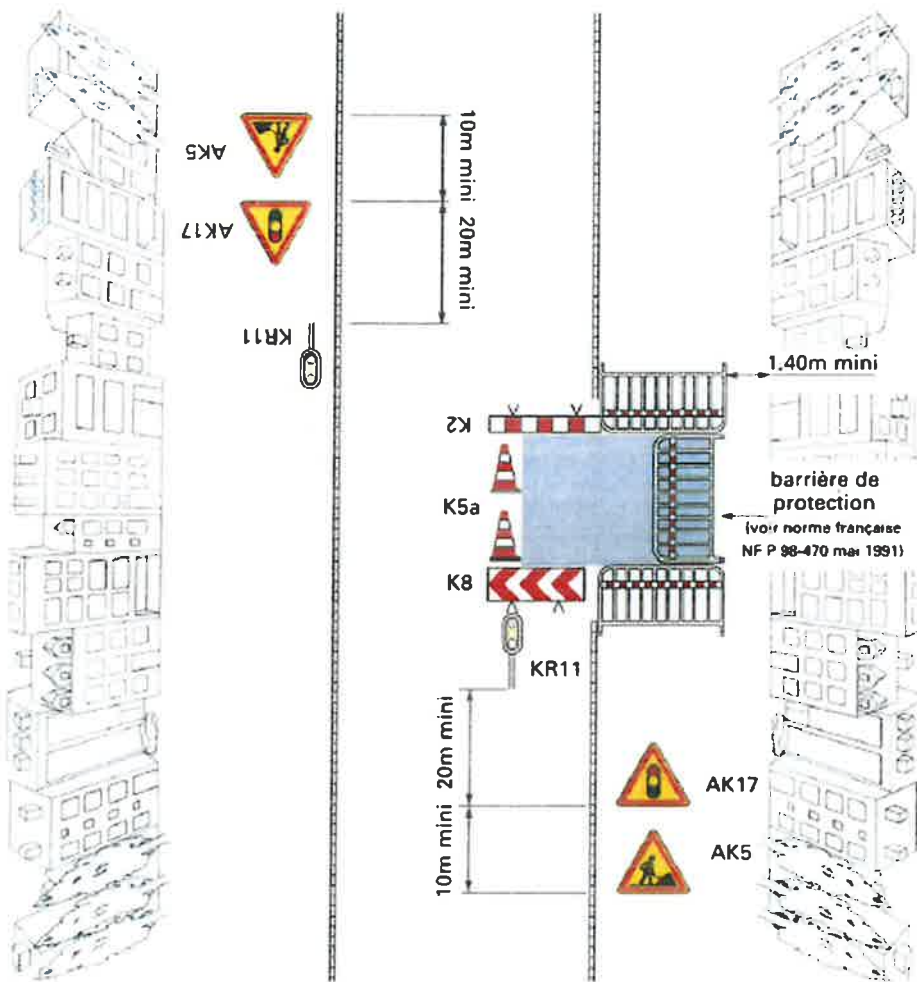 AK5
10m mini
AK17
20m mini
KR11
1.40m mini
K2
K5a
barrière de
protection
(voir norme française
NF P 98-470 mai 1991)
K8
KR11
20m mini
AK17
10m mini
AK5